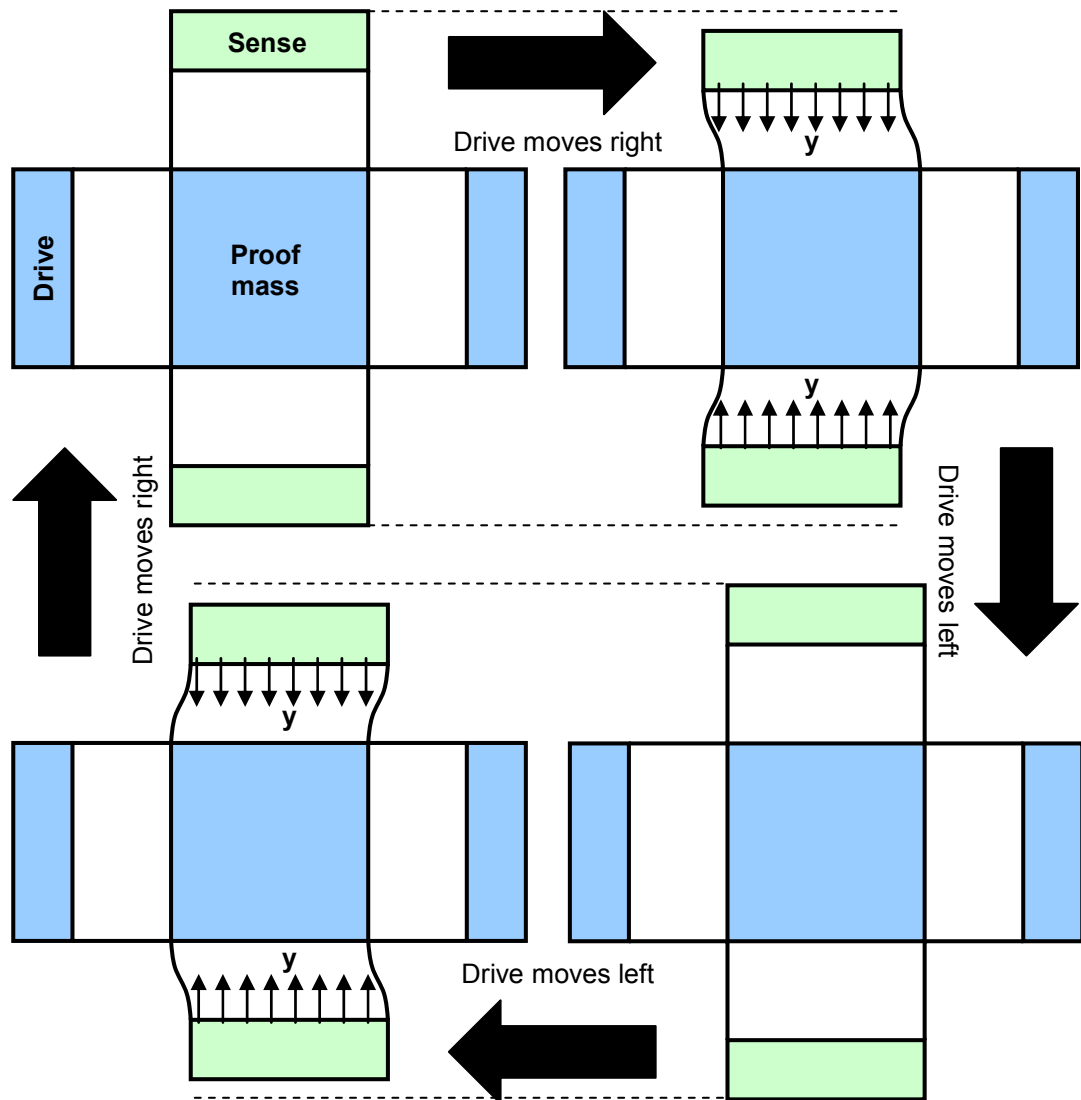 Sense
Drive moves right
y
Drive
Proof
mass
y
Drive moves right
Drive moves left
y
y
Drive moves left